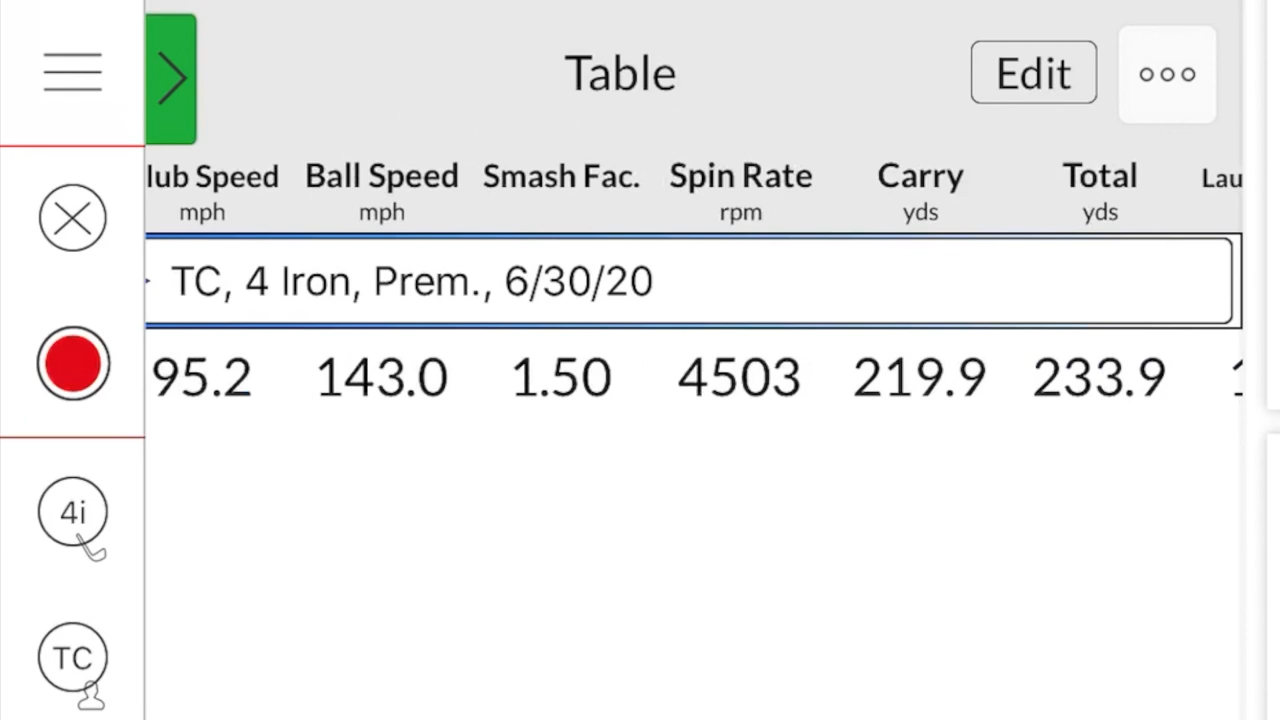 Table Edit
lub Speed Ball Speed Smash Fac. Spin Rate Carry Total Lau
mph mph rpm yds yds
TC, 4 Iron, Prem., 6/30/20
95.2 143.0 1.50 4503 219.9 233.9
4i
TC